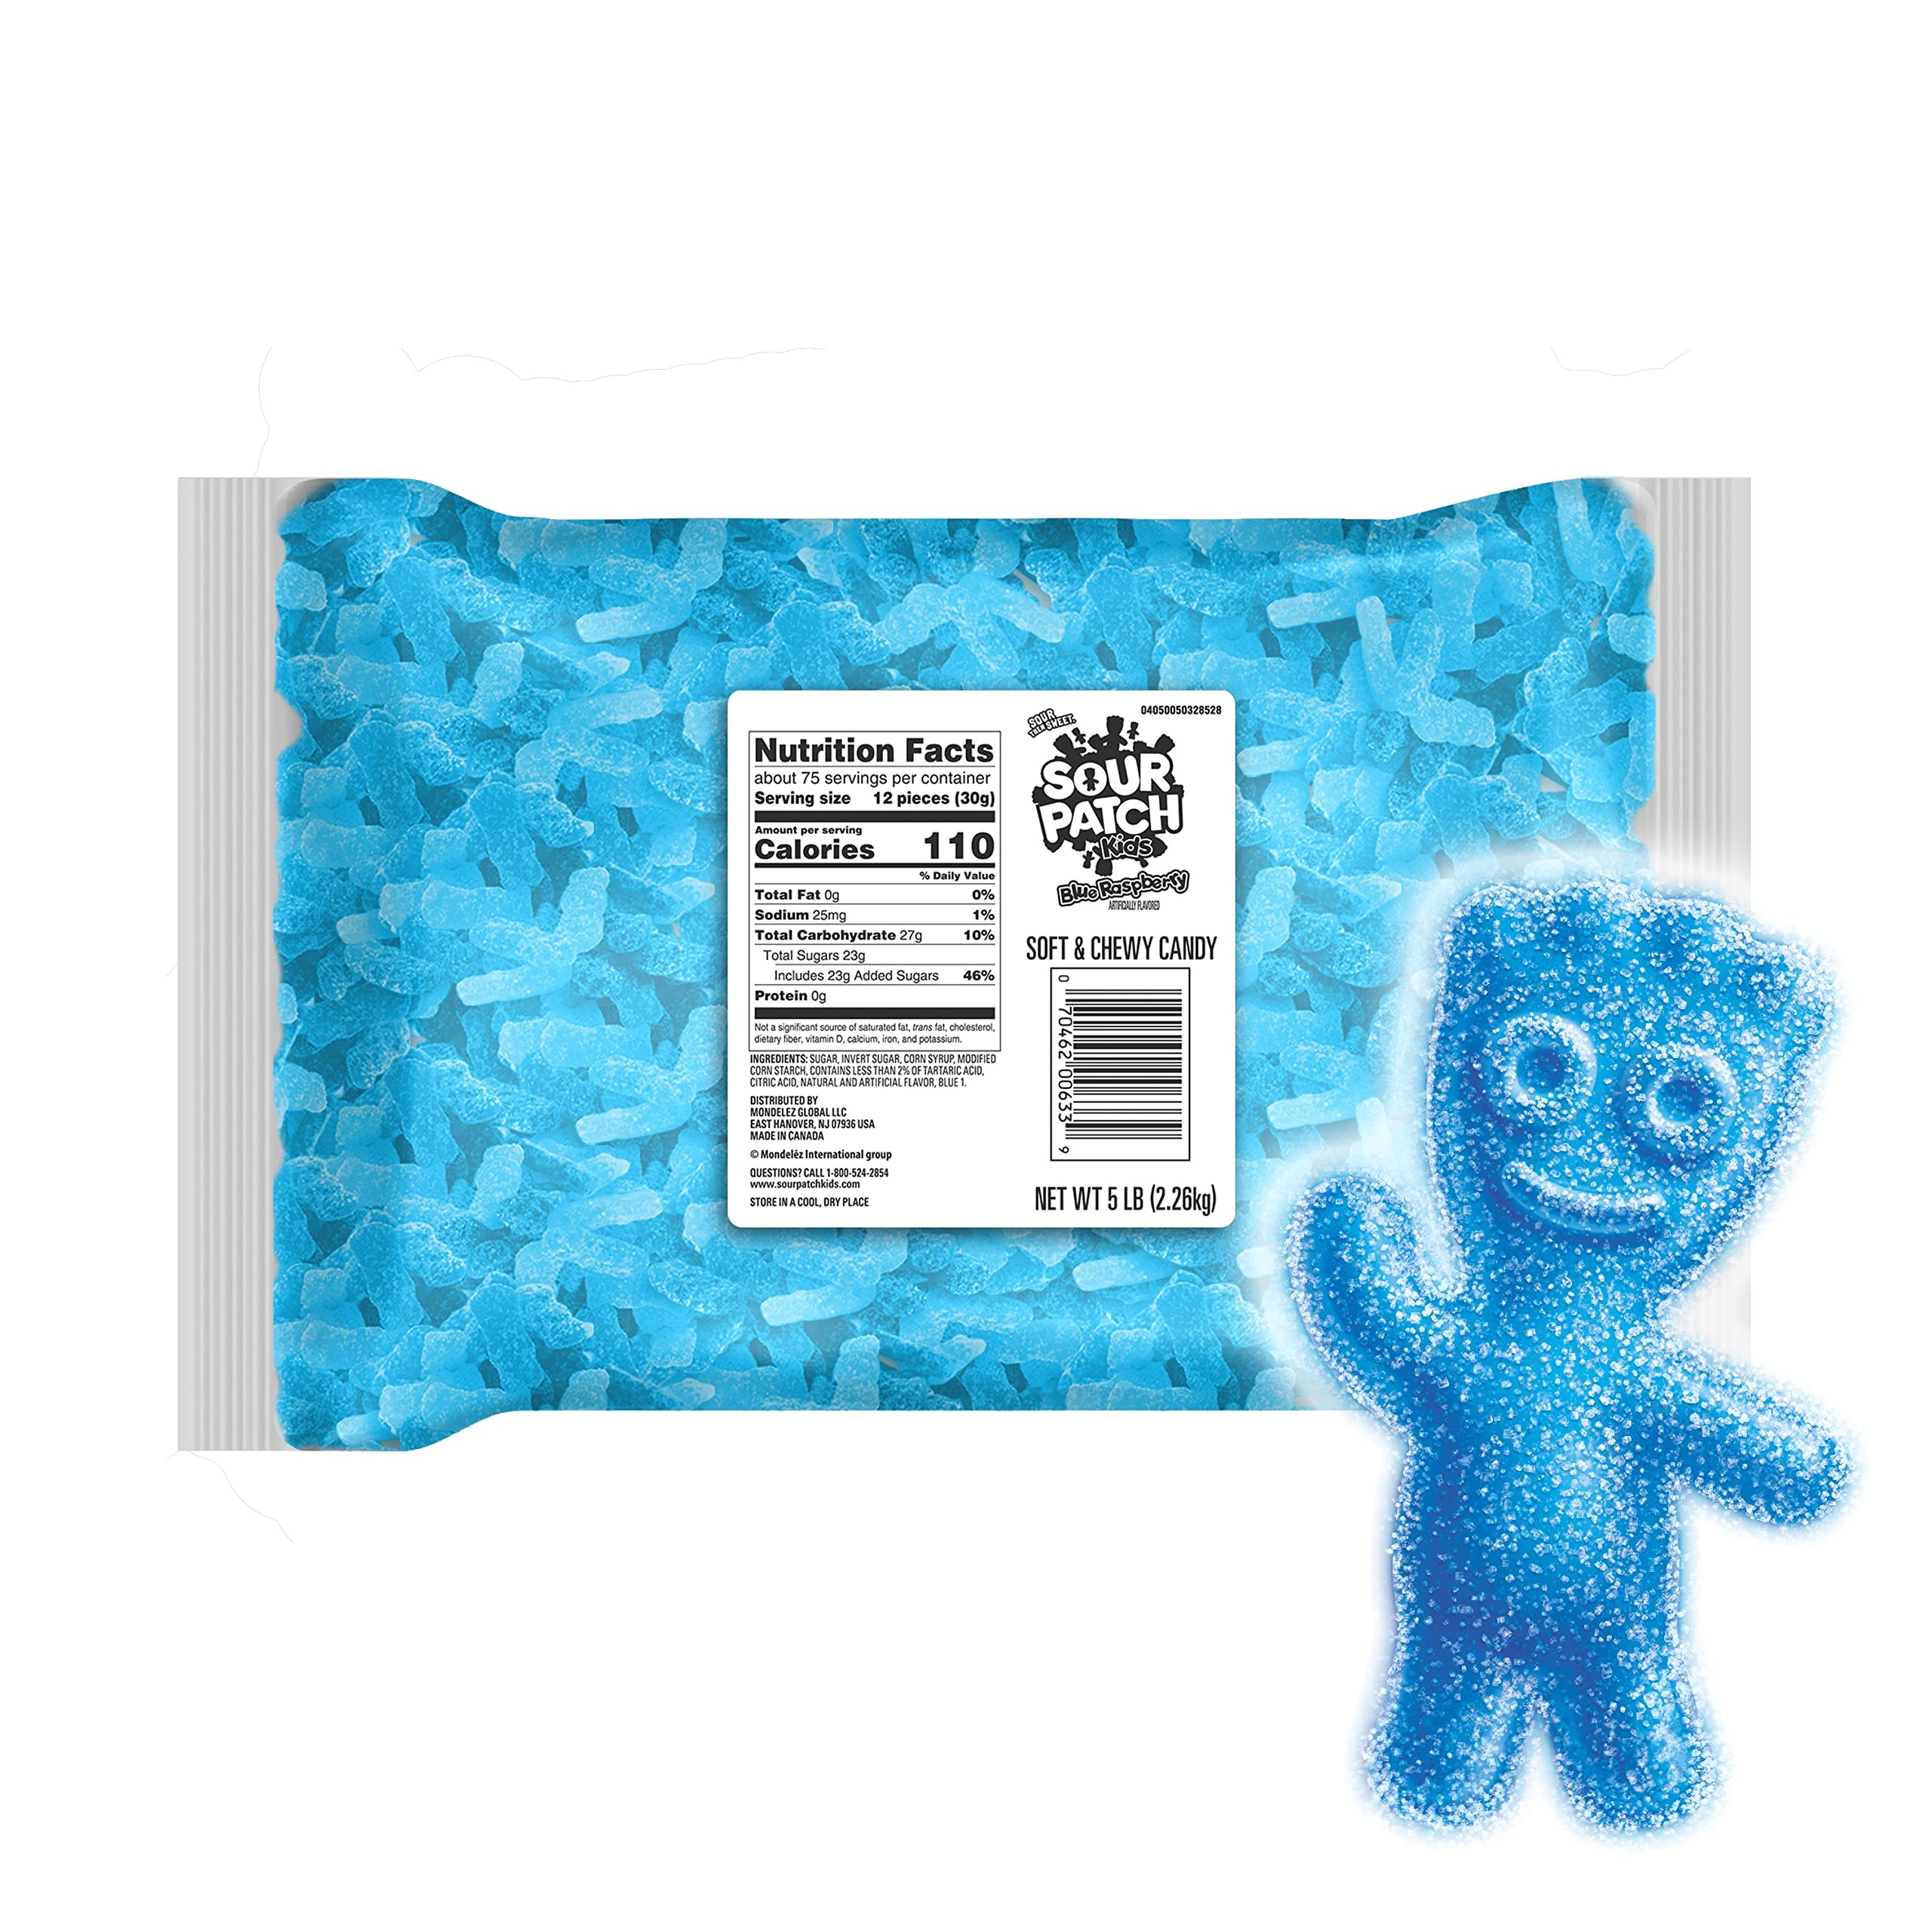 Nutrition Facts
about 75 servings per container
Serving size 12 pieces (30g)
Amount per serving
Calories 110
% Daily Value
Total Fat 0g 0%
Sodium 25mg 1%
Total Carbohydrate 27g 10%
Total Sugars 23g
Includes 23g Added Sugars 46%
Protein 0g
Not a significant source of saturated fat, trans fat, cholesterol,
dietary fiber, vitamin D, calcium, iron, and potassium.
INGREDIENTS: SUGAR, INVERT SUGAR, CORN SYRUP, MODIFIED
CORN STARCH, CONTAINS LESS THAN 2% OF TARTARIC ACID,
CITRIC ACID, NATURAL AND ARTIFICIAL FLAVOR, BLUE 1.
DISTRIBUTED BY
MONDELEZ GLOBAL LLC
EAST HANOVER, NJ 07936 USA
MADE IN CANADA
© Mondelēz International group
QUESTIONS? CALL 1-800-524-2854
www.sourpatchkids.com
STORE IN A COOL, DRY PLACE
04050050328528
SOUR
THEN SWEET.
SOUR
PATCH
Kids
Blue Raspberry
ARTIFICIALLY FLAVORED
SOFT & CHEWY CANDY
0 70462 00633 9
NET WT 5 LB (2.26kg)